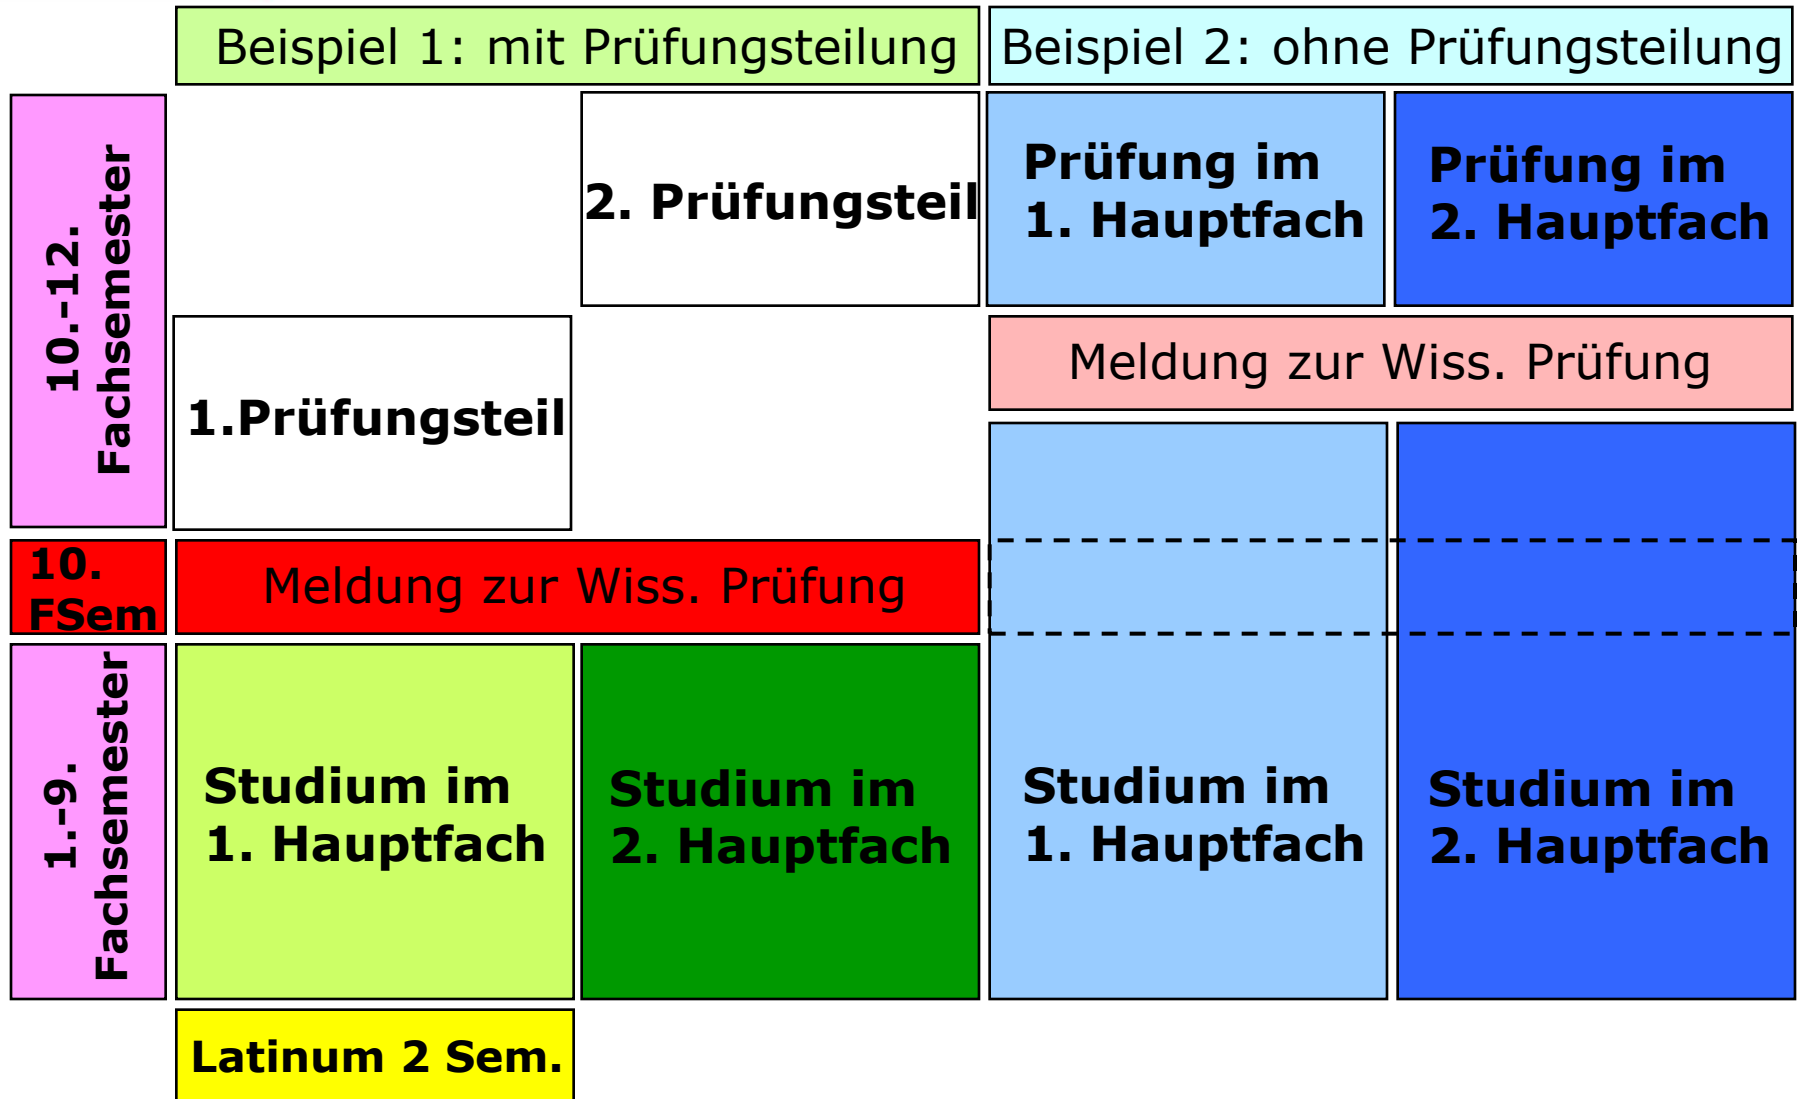 Beispiel 1: mit Prüfungsteilung
Beispiel 2: ohne Prüfungsteilung
10.-12.
Fachsemester
2. Prüfungsteil
Prüfung im
1. Hauptfach
Prüfung im
2. Hauptfach
1.Prüfungsteil
Meldung zur Wiss. Prüfung
10.
FSem
Meldung zur Wiss. Prüfung
1.-9.
Fachsemester
Studium im
1. Hauptfach
Studium im
2. Hauptfach
Studium im
1. Hauptfach
Studium im
2. Hauptfach
Latinum 2 Sem.